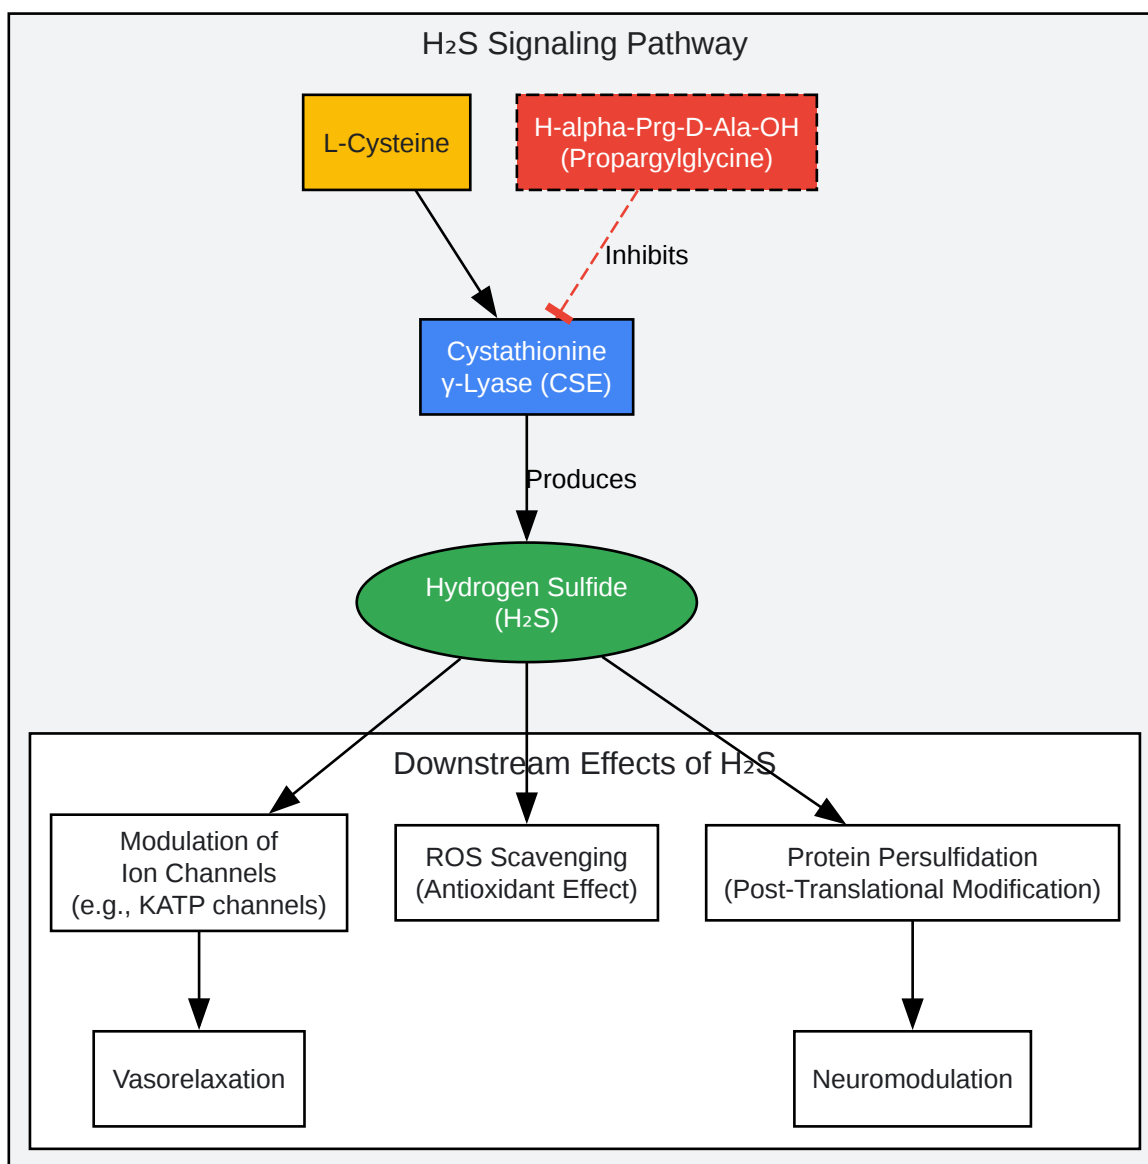 H₂S Signaling Pathway
L-Cysteine
H-alpha-Prg-D-Ala-OH
(Propargylglycine)
Inhibits
Cystathionine
γ-Lyase (CSE)
Produces
Hydrogen Sulfide
(H₂S)
Downstream Effects of H₂S
Modulation of
Ion Channels
(e.g., KATP channels)
ROS Scavenging
(Antioxidant Effect)
Protein Persulfidation
(Post-Translational Modification)
Vasorelaxation
Neuromodulation